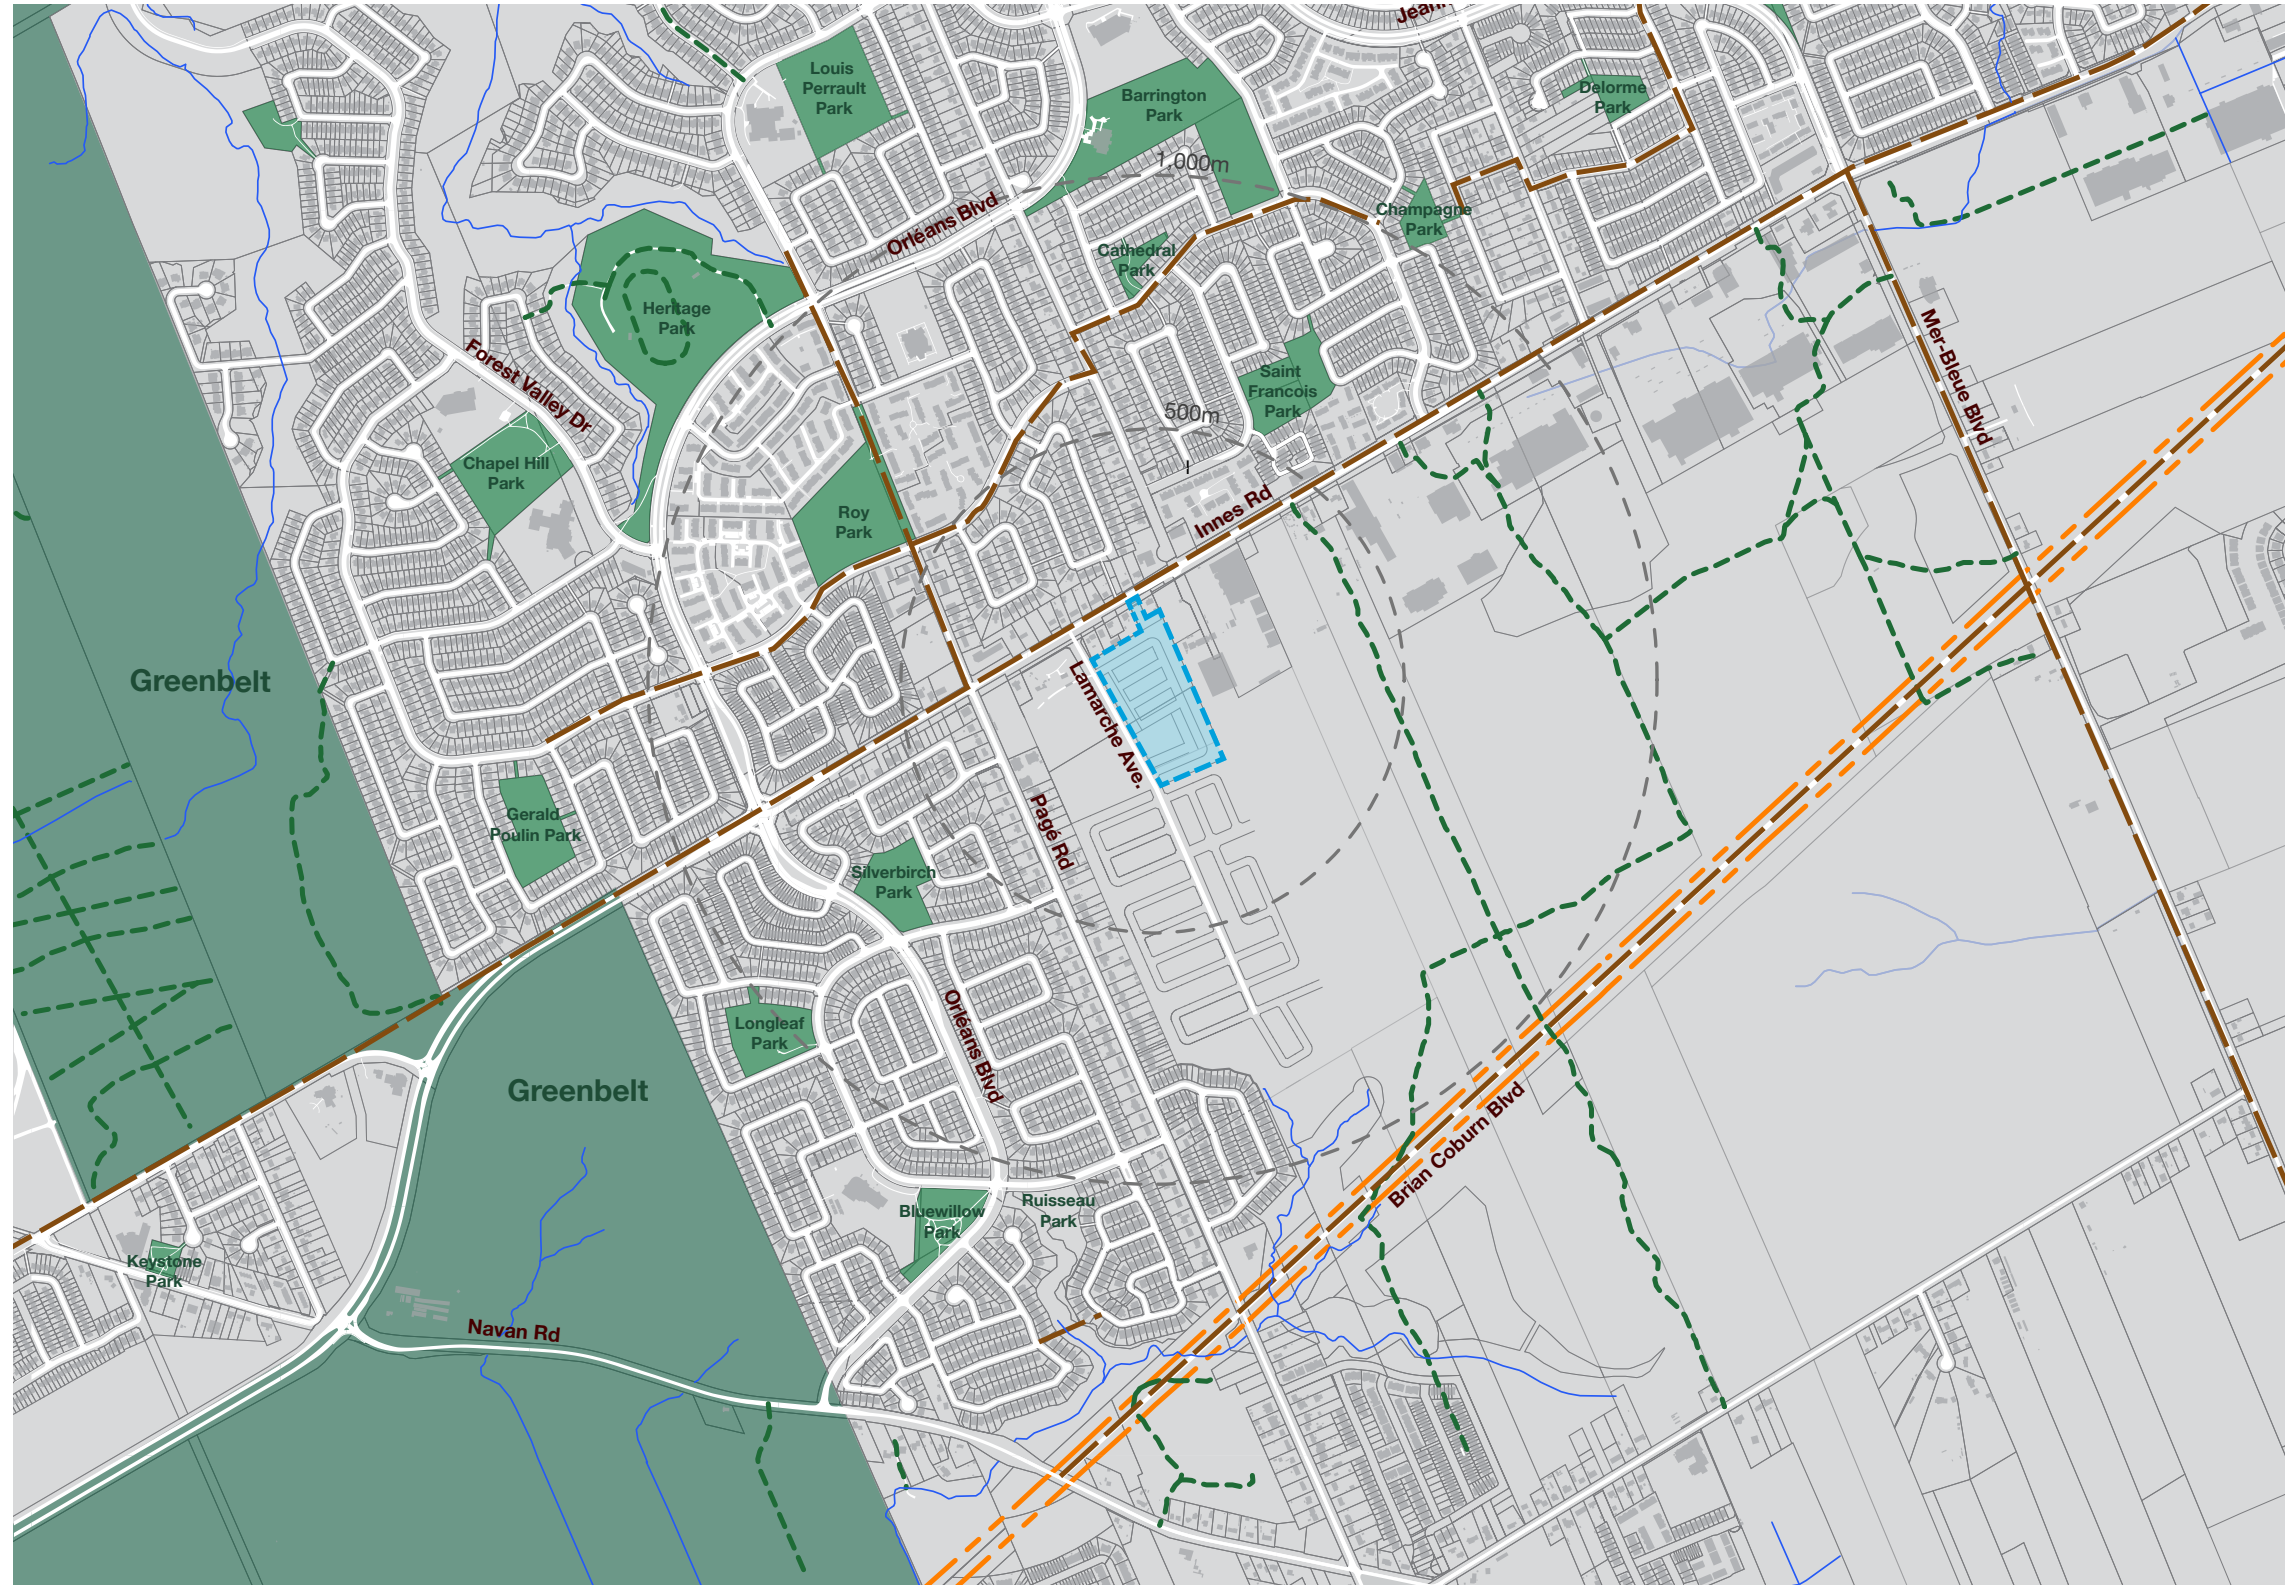 Jean
Louis
Perrault
Park
Barrington
Park
Delorme
Park
1,000m
Orléans Blvd
Champagne
Park
Cathedral
Park
Heritage
Park
Forest Valley Dr
Mer-Bleue Blvd
Saint
Francois
Park
500m
Chapel Hill
Park
Roy
Park
Innes Rd
Greenbelt
Lamarche Ave.
Gerald
Poulin Park
Pagé Rd
Silverbirch
Park
Longleaf
Park
Orléans Blvd
Greenbelt
Brian Coburn Blvd
Bluewillow
Park
Ruisseau
Park
Keystone
Park
Navan Rd